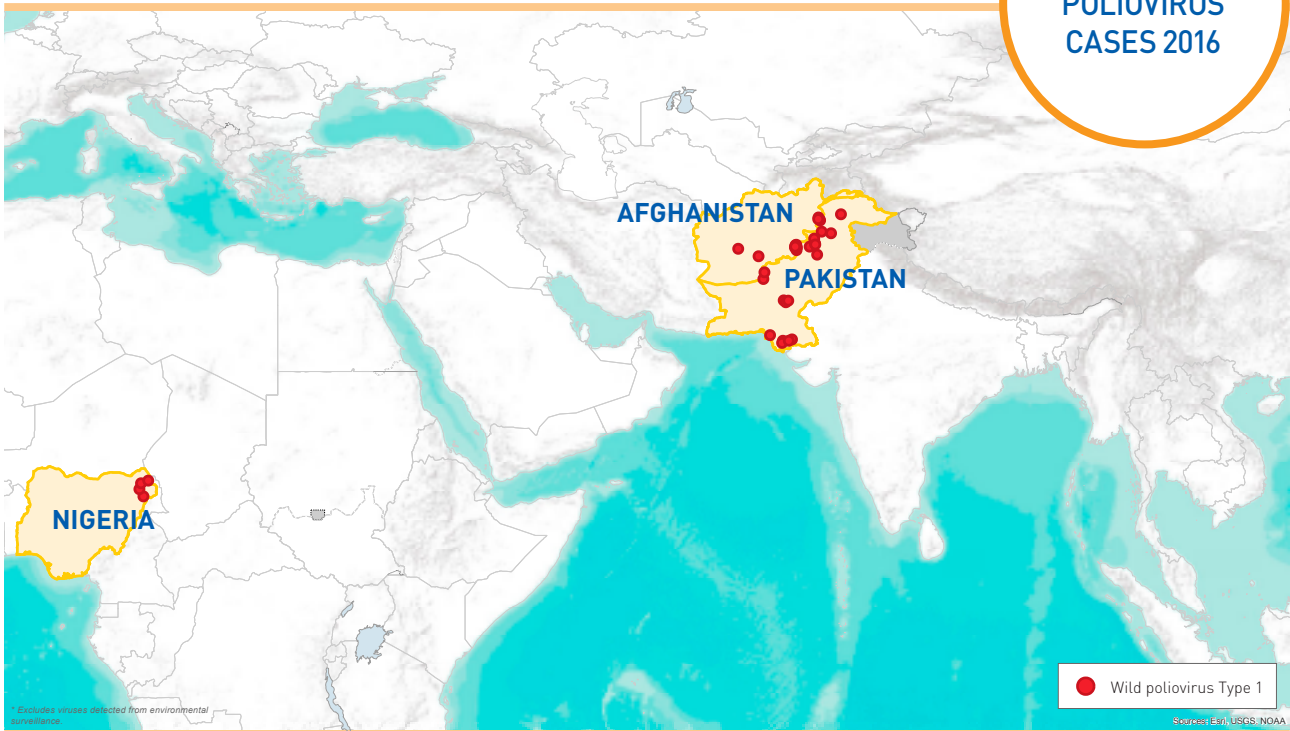 POLIOVIRUS
CASES 2016
AFGHANISTAN
PAKISTAN
NIGERIA
Wild poliovirus Type 1
* Excludes viruses detected from environmental
surveillance.
Sources: Esri, USGS, NOAA